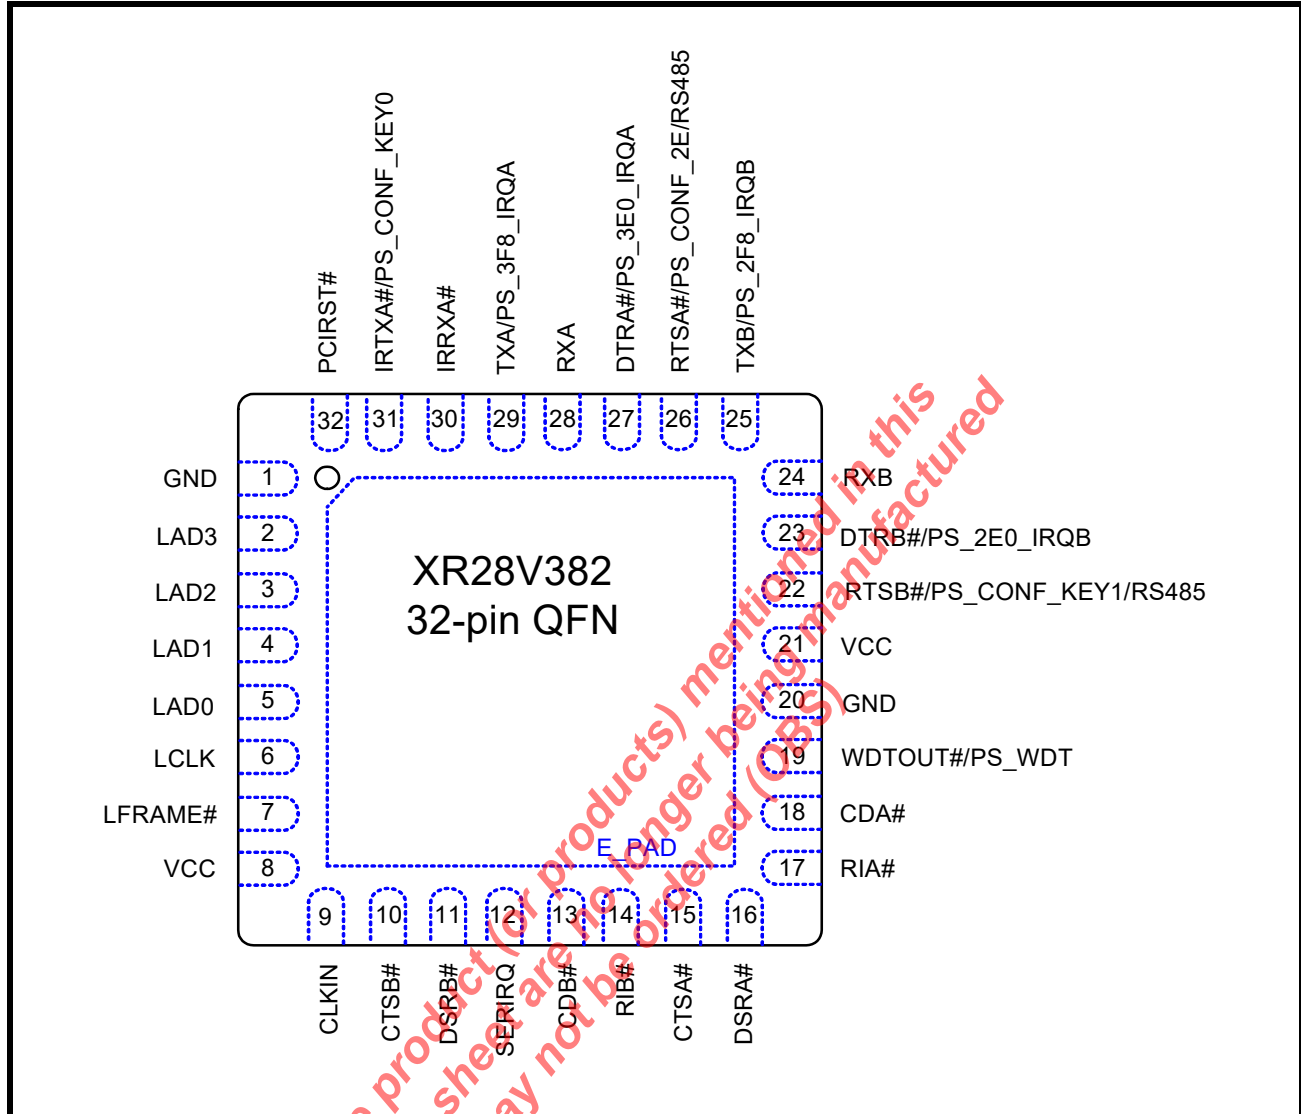 PCIRST#
IRTXA#/PS_CONF_KEY0
IRRXA#
TXA/PS_3F8_IRQA
RXA
DTRA#/PS_3E0_IRQA
RTSA#/PS_CONF_2E/RS485
TXB/PS_2F8_IRQB
32
31
30
29
28
27
26
25
GND
1
LAD3
2
LAD2
3
LAD1
4
LAD0
5
LCLK
6
LFRAME#
7
VCC
8
XR28V382
32-pin QFN
E_PAD
24
RXB
23
DTRB#/PS_2E0_IRQB
22
RTSB#/PS_CONF_KEY1/RS485
21
VCC
20
GND
19
WDTOUT#/PS_WDT
18
CDA#
17
RIA#
9
10
11
12
13
14
15
16
CLKIN
CTSB#
DSRB#
SERIRQ
CDB#
RIB#
CTSA#
DSRA#
product (or products) mentioned in this
sheet are no longer being manufactured
may not be ordered (OBS)